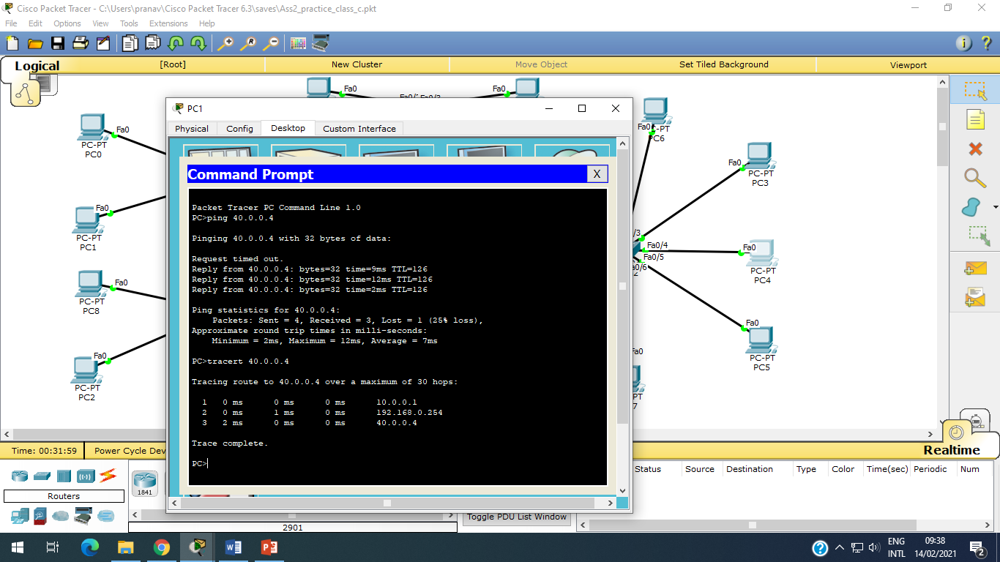 Cisco Packet Tracer - C:\Users\pranav\Cisco Packet Tracer 6.3\saves\Ass2_practice_class_c.pkt
File Edit Options View Tools Extensions Help
Logical [Root] New Cluster Move Object Set Tiled Background Viewport
Fa0 Fa0/ Fa0/3 Fa0
PC1
Physical Config Desktop Custom Interface
Command Prompt X
Packet Tracer PC Command Line 1.0
PC>ping 40.0.0.4
Pinging 40.0.0.4 with 32 bytes of data:
Request timed out.
Reply from 40.0.0.4: bytes=32 time=9ms TTL=126
Reply from 40.0.0.4: bytes=32 time=12ms TTL=126
Reply from 40.0.0.4: bytes=32 time=2ms TTL=126
Ping statistics for 40.0.0.4:
Packets: Sent = 4, Received = 3, Lost = 1 (25% loss),
Approximate round trip times in milli-seconds:
Minimum = 2ms, Maximum = 12ms, Average = 7ms
PC>tracert 40.0.0.4
Tracing route to 40.0.0.4 over a maximum of 30 hops:
1 0 ms 0 ms 0 ms 10.0.0.1
2 0 ms 1 ms 0 ms 192.168.0.254
3 2 ms 0 ms 0 ms 40.0.0.4
Trace complete.
PC>
Fa0
PC-PT
PC0
Fa0
PC-PT
PC1
Fa0
PC-PT
PC8
Fa0
PC-PT
PC2
Fa0
C-PT
PC6
Fa0
PC-PT
PC3
/3
Fa0/4
Fa0/5
a0/6
2
Fa0
PC-PT
PC4
Fa0
PC-PT
PC5
Fa0
PT
7
Time: 00:31:59 Power Cycle Dev
Realtime
Routers
1841
2901
Status Source Destination Type Color Time(sec) Periodic Num
Toggle PDU List Window
ENG
INTL
09:38
14/02/2021
2